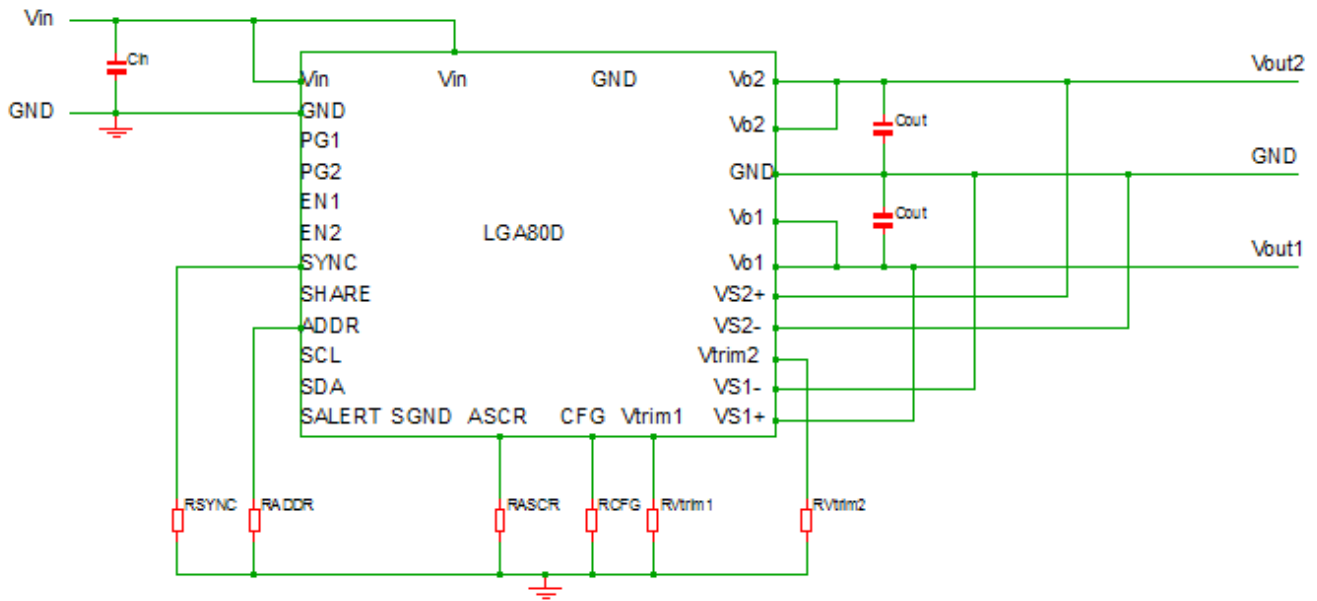 Vin
Cin
GND
Vin
Vin
GND
Vo2
Vout2
GND
Vo2
Cout
PG1
PG2
GND
GND
EN1
Vo1
Cout
EN2
LGA80D
SYNC
Vo1
Vout1
SHARE
VS2+
ADDR
VS2-
SCL
Vtrim2
SDA
VS1-
SALERT
SGND
ASCR
CFG
Vtrim1
VS1+
RSYNC
RADDR
RASCR
RCFG
RVtrim1
RVtrim2